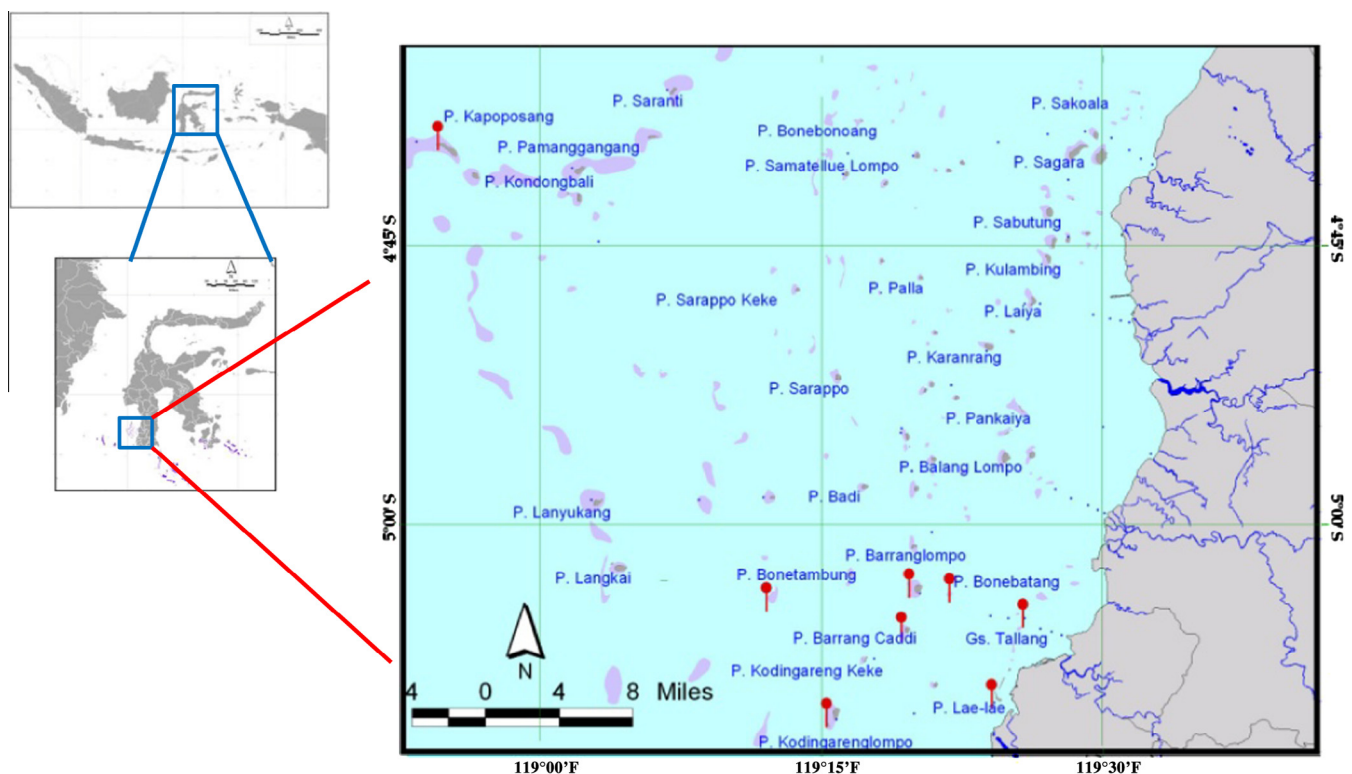 P. Saranti
P. Sakoala
P. Kapoposang
P. Bonebonoang
P. Pamanggangang
P. Samatellue Lompo
P. Sagara
P. Kondongbali
P. Sabutung
4°45'S
4°45'S
P. Kulambing
P. Palla
P. Sarappo Keke
P. Laiya
P. Karanrang
P. Sarappo
P. Pankaiya
P. Balang Lompo
P. Badi
P. Lanyukang
5°00'S
5°00'S
P. Barranglompo
P. Langkai
P. Bonetambung
P. Bonebatang
P. Barrang Caddi
Gs. Tallang
N
P. Kodingareng Keke
4 0 4 8 Miles
P. Lae-lae
P. Kodingarenglompo
119°00'F
119°15'F
119°30'F